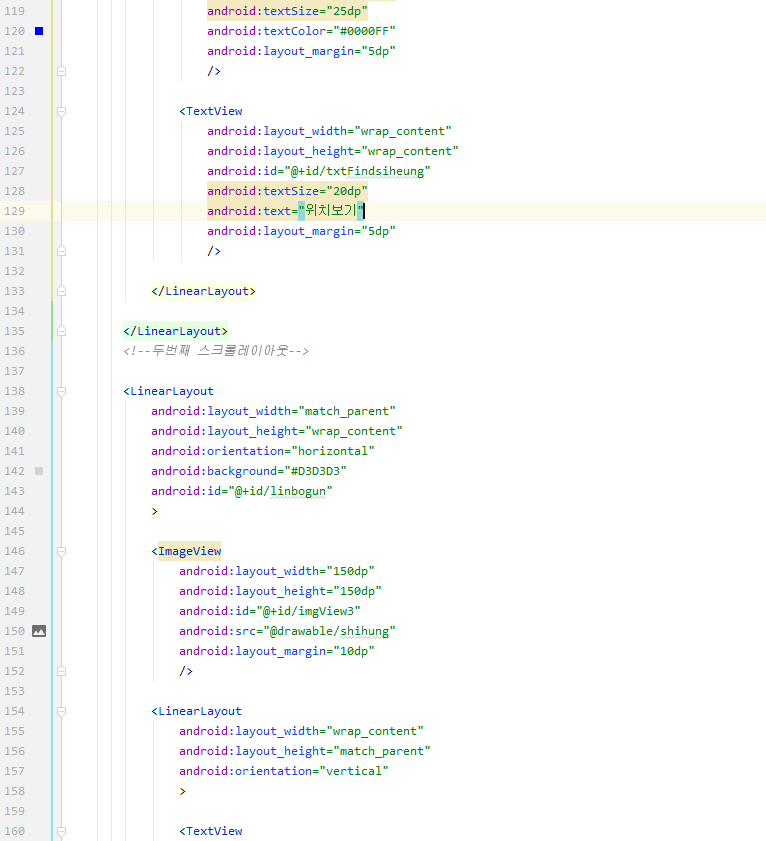 119 android:textSize="25dp"
120 android:textColor="#0000FF"
121 android:layout_margin="5dp"
122 />
123
124 <TextView
125 android:layout_width="wrap_content"
126 android:layout_height="wrap_content"
127 android:id="@+id/txtFindsiheung"
128 android:textSize="20dp"
129 android:text="위치보기"
130 android:layout_margin="5dp"
131 />
132
133 </LinearLayout>
134
135 </LinearLayout>
136 <!--두번째 스크롤레이아웃-->
137
138 <LinearLayout
139 android:layout_width="match_parent"
140 android:layout_height="wrap_content"
141 android:orientation="horizontal"
142 android:background="#D3D3D3"
143 android:id="@+id/linbogun"
144 >
145
146 <ImageView
147 android:layout_width="150dp"
148 android:layout_height="150dp"
149 android:id="@+id/imgView3"
150 android:src="@drawable/shihung"
151 android:layout_margin="10dp"
152 />
153
154 <LinearLayout
155 android:layout_width="wrap_content"
156 android:layout_height="match_parent"
157 android:orientation="vertical"
158 >
159
160 <TextView